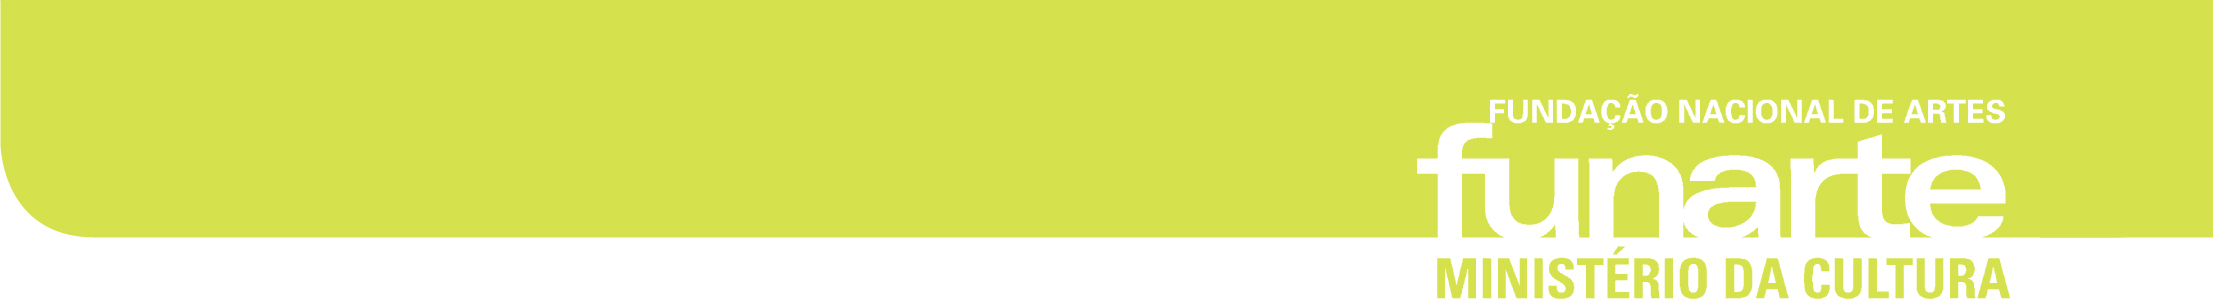 FUNDAÇÃO NACIONAL DE ARTES
funarte
MINISTÉRIO DA CULTURA